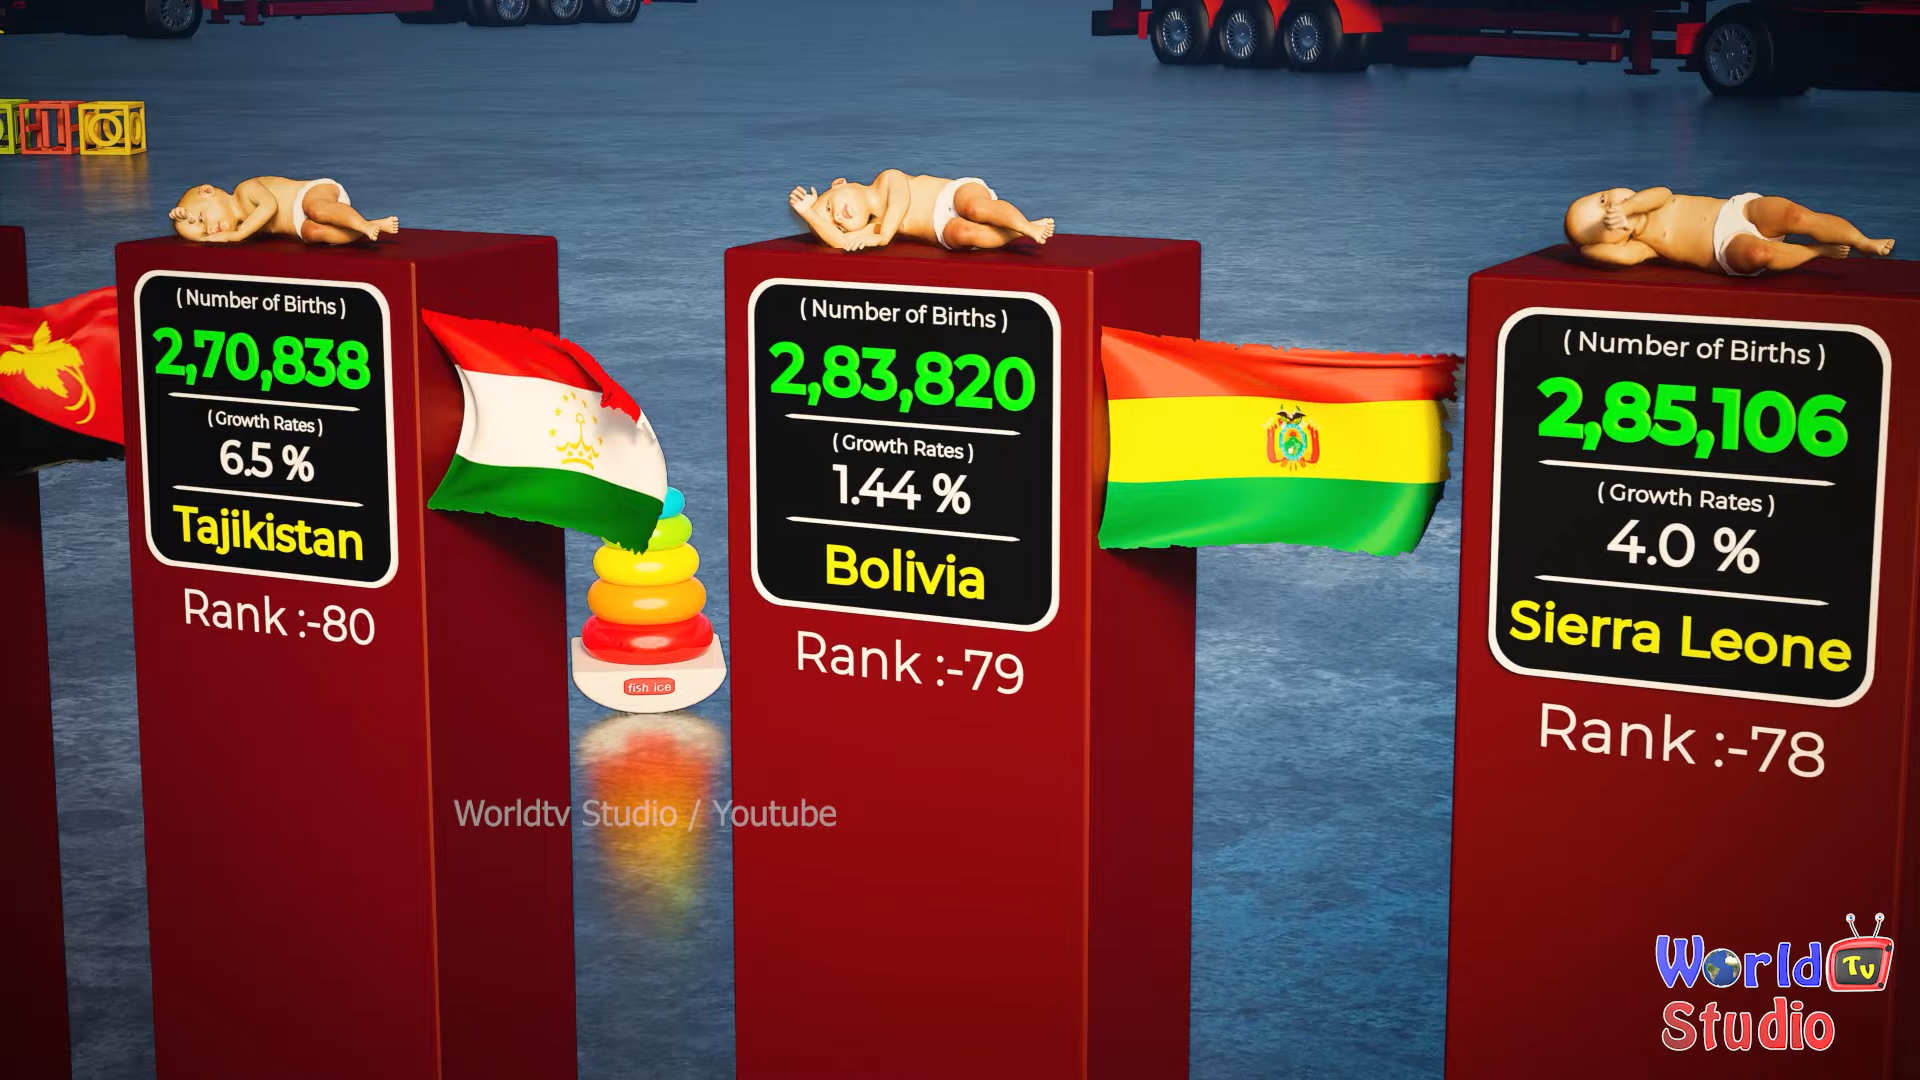 ( Number of Births )
2,70,838
( Growth Rates )
6.5 %
Tajikistan
Rank :-80
( Number of Births )
2,83,820
( Growth Rates )
1.44 %
Bolivia
Rank :-79
( Number of Births )
2,85,106
( Growth Rates )
4.0 %
Sierra Leone
Rank :-78
fish ice
Worldtv Studio / Youtube
World Tv
Studio